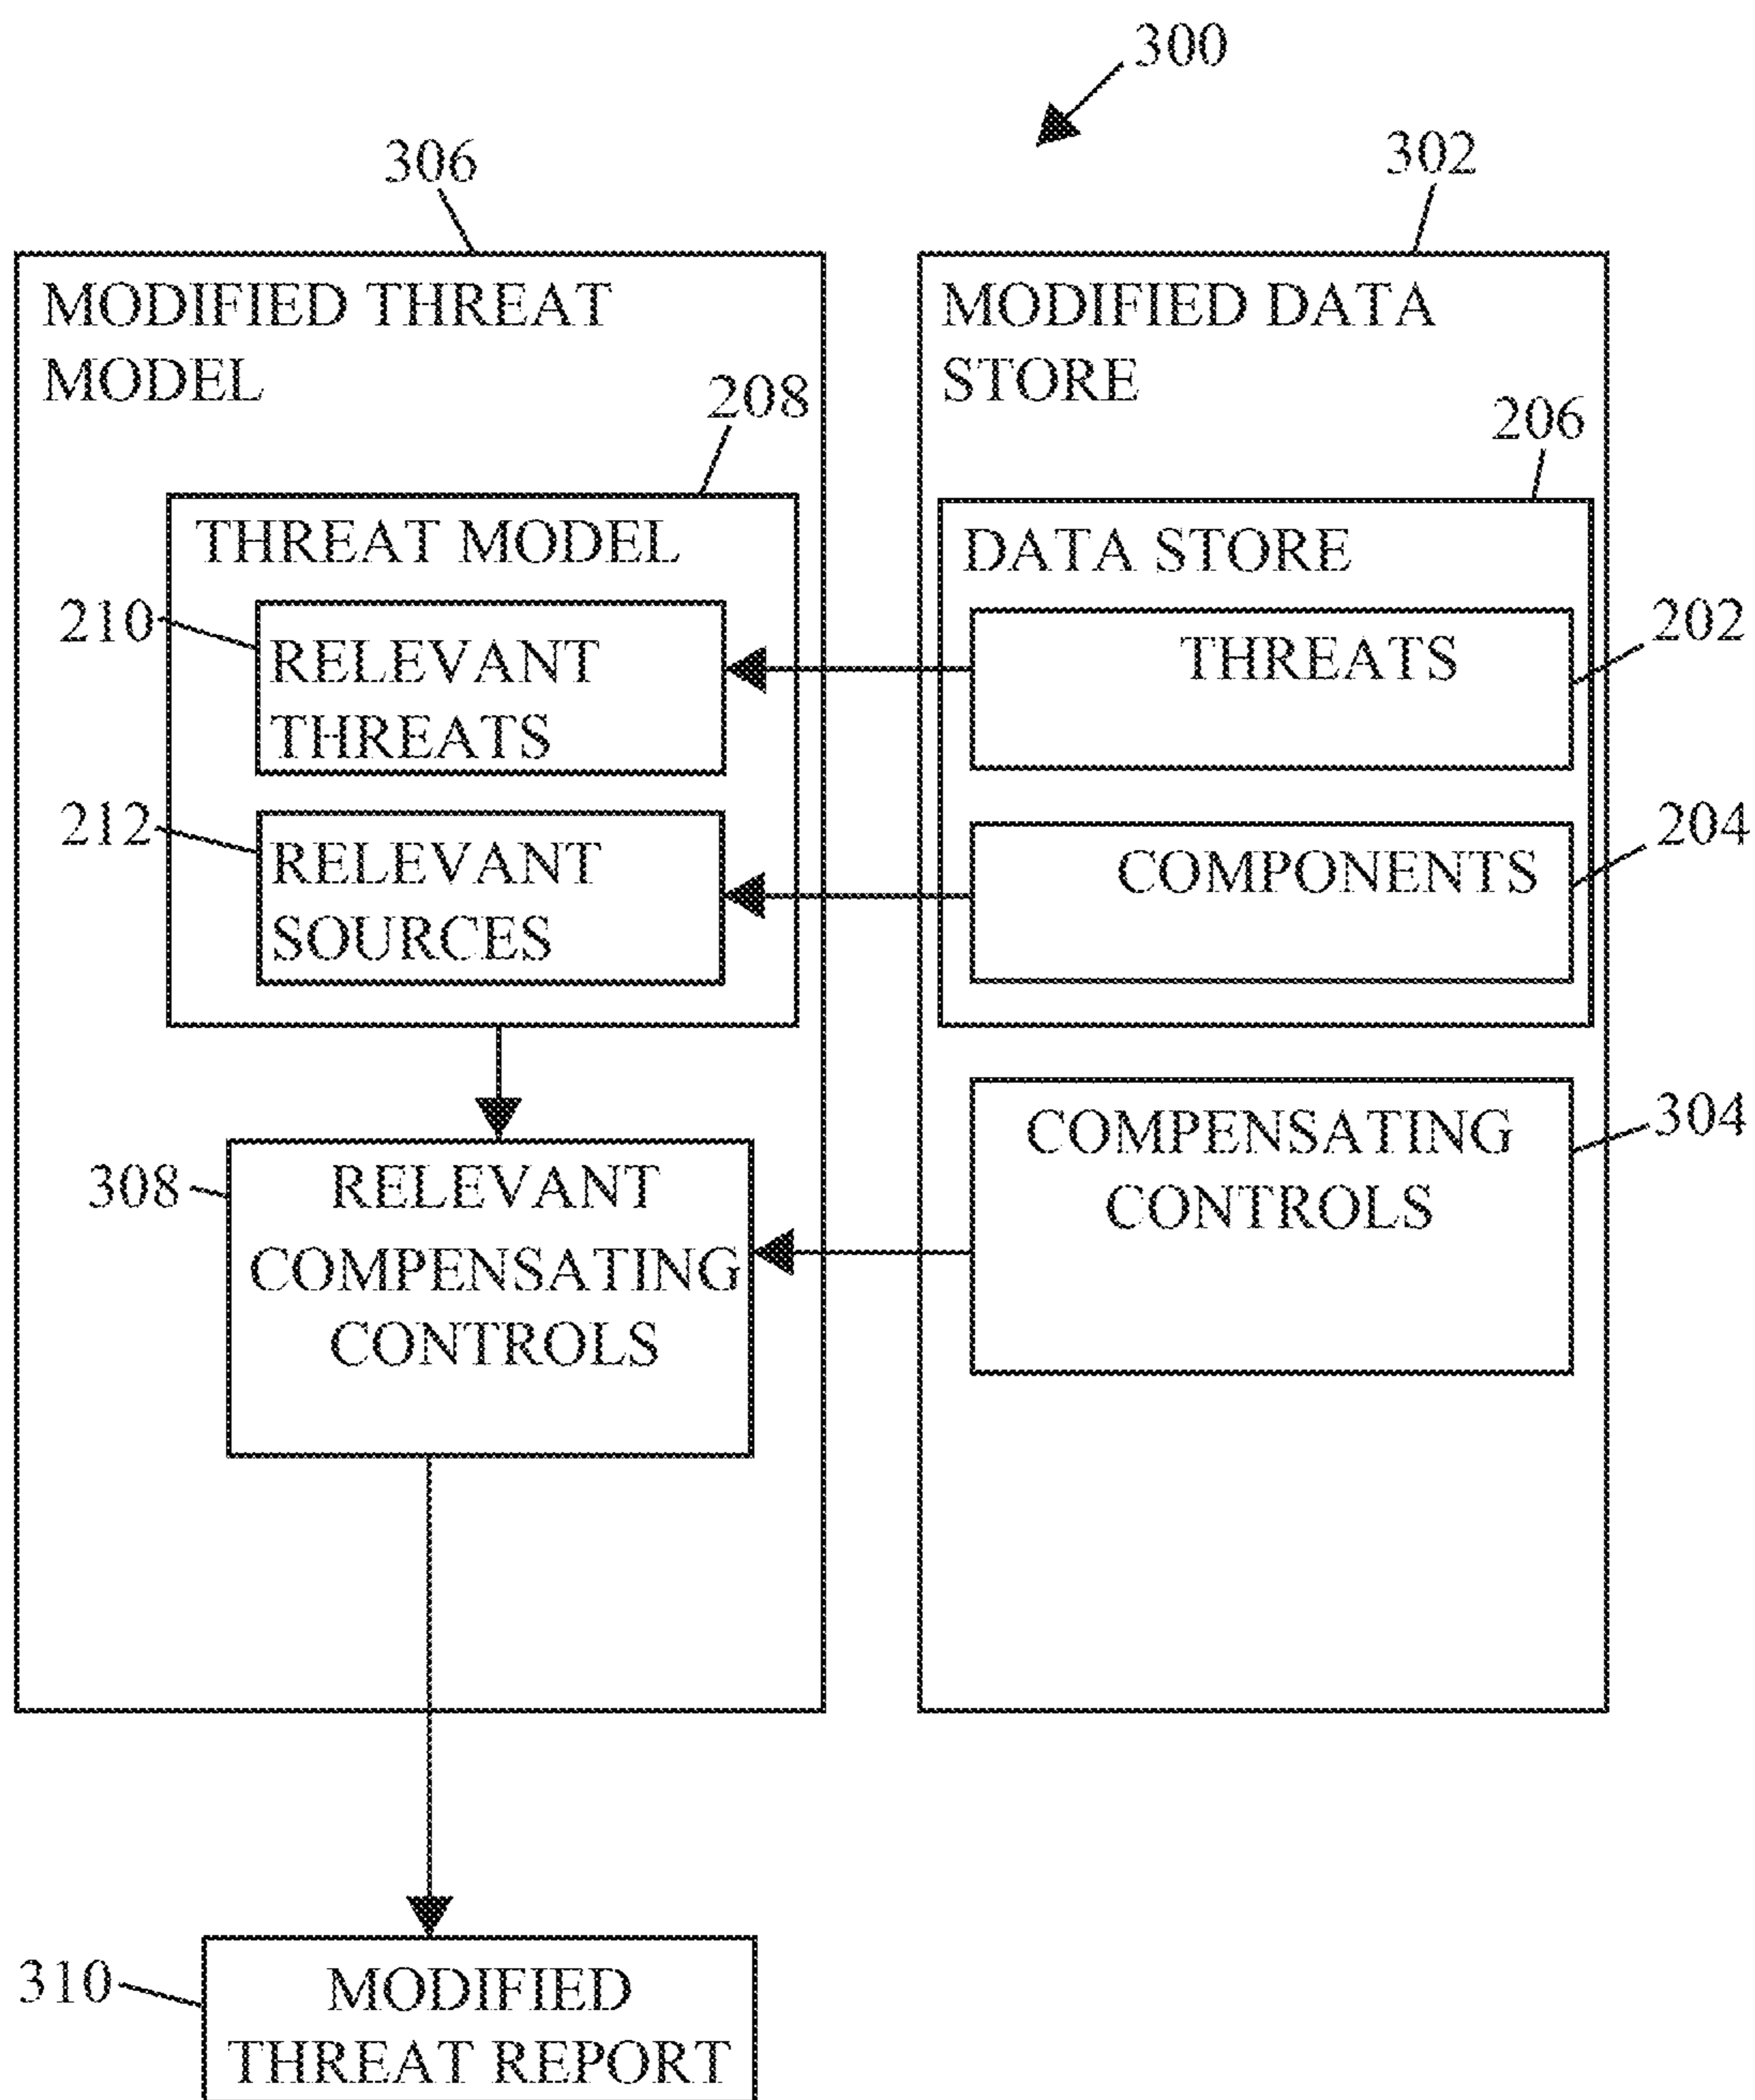 300
306
302
MODIFIED THREAT
MODEL
MODIFIED DATA
STORE
208
206
THREAT MODEL
DATA STORE
210
RELEVANT
THREATS
THREATS
202
212
RELEVANT
SOURCES
COMPONENTS
204
308
RELEVANT
COMPENSATING
CONTROLS
COMPENSATING
CONTROLS
304
310
MODIFIED
THREAT REPORT